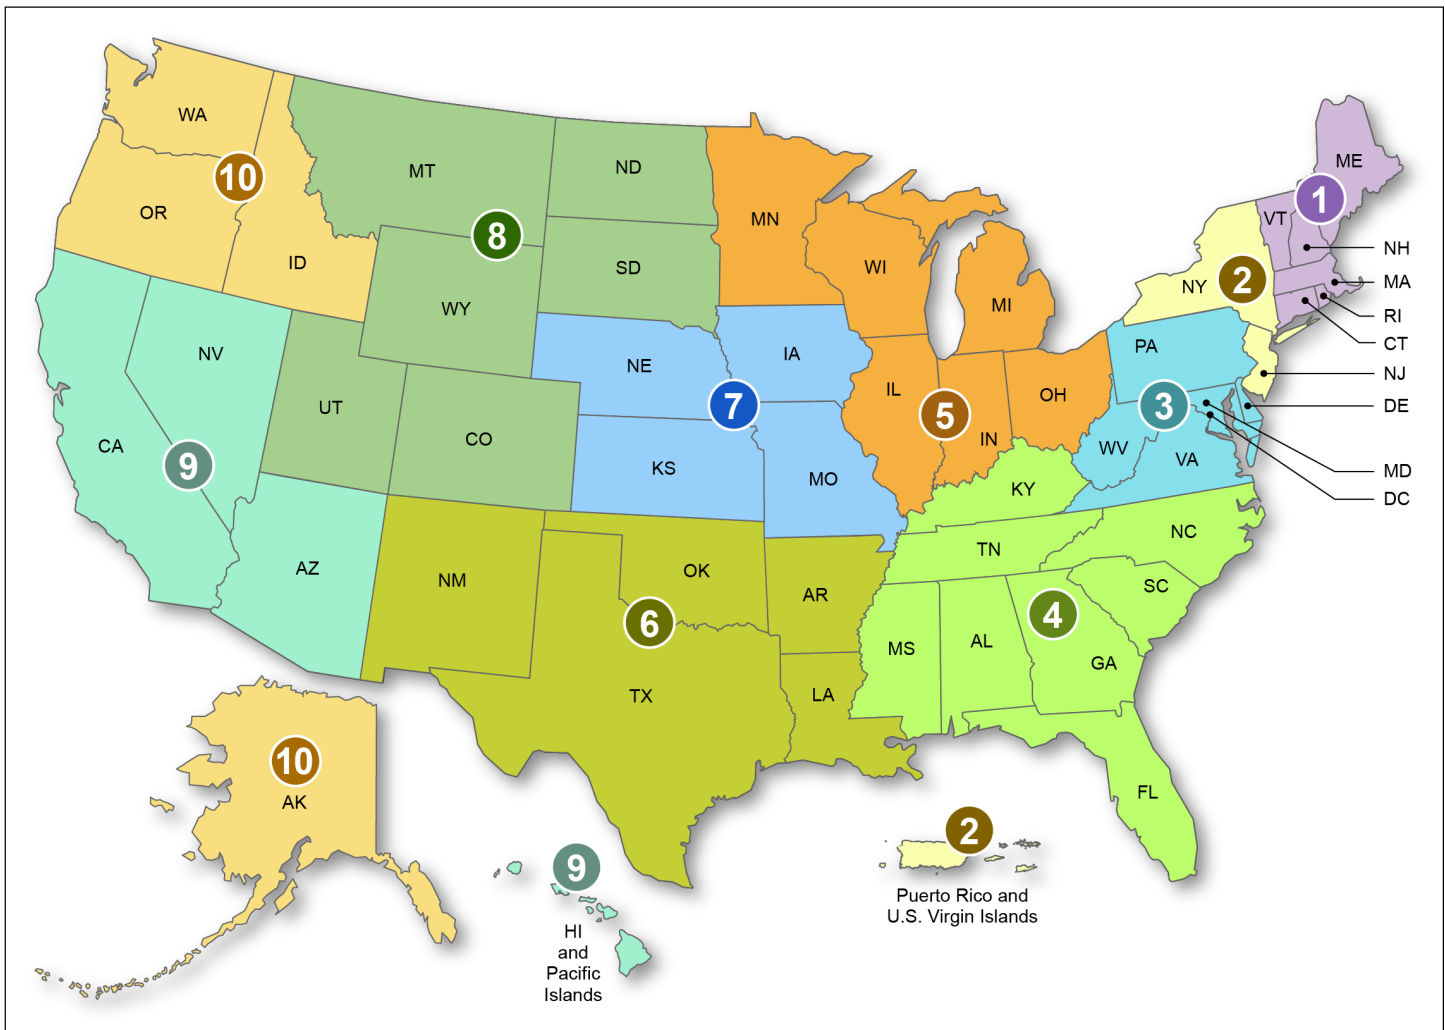 WA
10
OR
ID
MT
8
WY
ND
SD
MN
WI
MI
ME
1
VT
NH
MA
RI
CT
NY
2
NJ
PA
3
DE
MD
DC
WV
VA
NV
CA
9
UT
CO
AZ
NE
IA
7
KS
MO
IL
5
IN
OH
KY
TN
NC
SC
4
MS
AL
GA
FL
NM
OK
6
AR
TX
LA
10
AK
9
HI
and
Pacific
Islands
2
Puerto Rico and
U.S. Virgin Islands